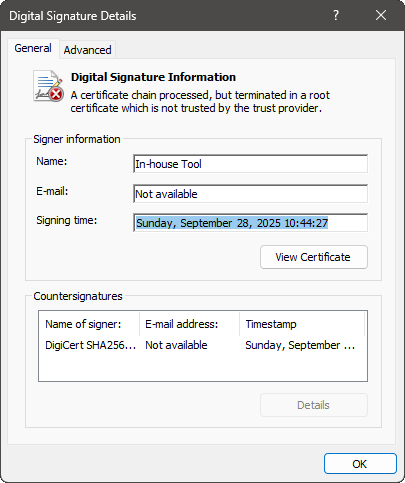 Digital Signature Details
General
Advanced
Digital Signature Information
A certificate chain processed, but terminated in a root
certificate which is not trusted by the trust provider.
Signer information
Name:
In-house Tool
E-mail:
Not available
Signing time:
Sunday, September 28, 2025 10:44:27
View Certificate
Countersignatures
Name of signer: E-mail address: Timestamp
DigiCert SHA256... Not available Sunday, September ...
Details
OK